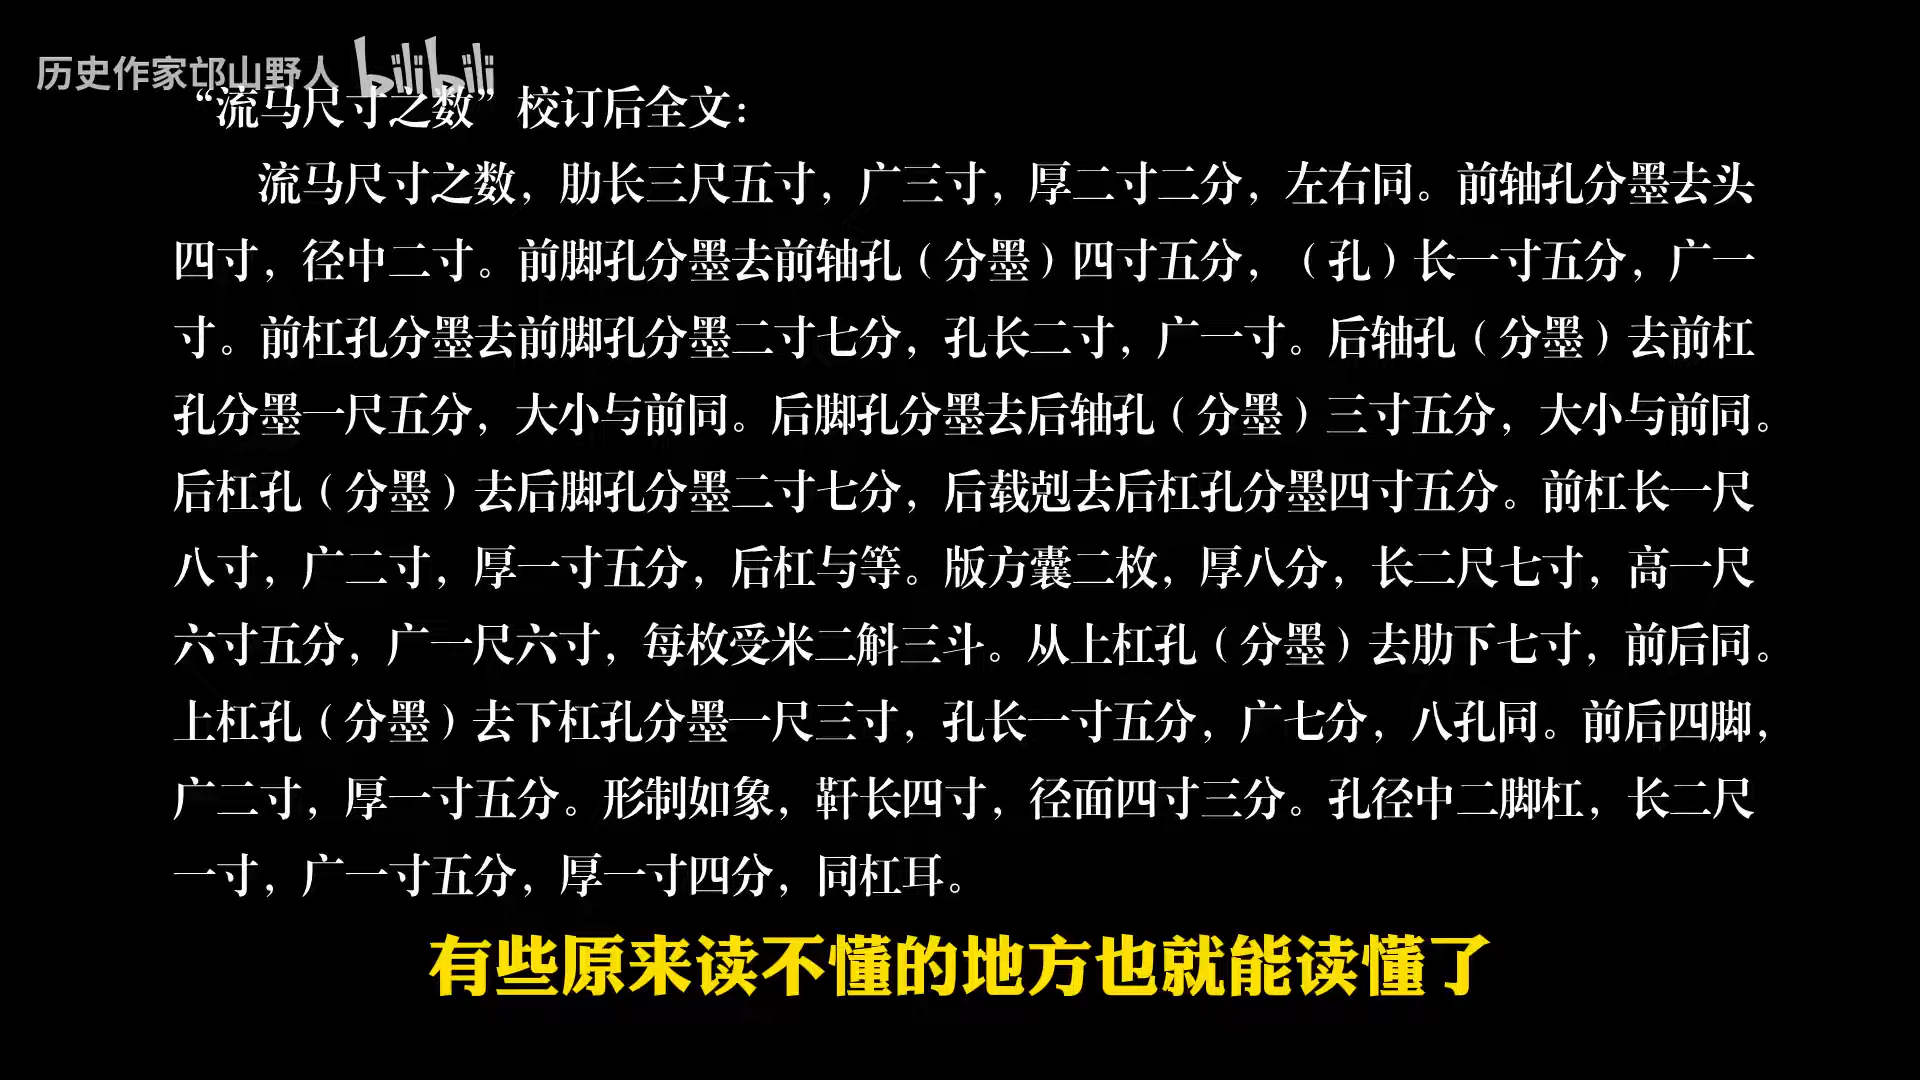 历史作家邙山野人 bilibili
“流马尺寸之数”校订后全文：
流马尺寸之数，肋长三尺五寸，广三寸，厚二寸二分，左右同。前轴孔分墨去头
四寸，径中二寸。前脚孔分墨去前轴孔（分墨）四寸五分，（孔）长一寸五分，广一
寸。前杠孔分墨去前脚孔分墨二寸七分，孔长二寸，广一寸。后轴孔（分墨）去前杠
孔分墨一尺五分，大小与前同。后脚孔分墨去后轴孔（分墨）三寸五分，大小与前同。
后杠孔（分墨）去后脚孔分墨二寸七分，后载剋去后杠孔分墨四寸五分。前杠长一尺
八寸，广二寸，厚一寸五分，后杠与等。版方囊二枚，厚八分，长二尺七寸，高一尺
六寸五分，广一尺六寸，每枚受米二斛三斗。从上杠孔（分墨）去肋下七寸，前后同。
上杠孔（分墨）去下杠孔分墨一尺三寸，孔长一寸五分，广七分，八孔同。前后四脚，
广二寸，厚一寸五分。形制如象，靬长四寸，径面四寸三分。孔径中二脚杠，长二尺
一寸，广一寸五分，厚一寸四分，同杠耳。
有些原来读不懂的地方也就能读懂了